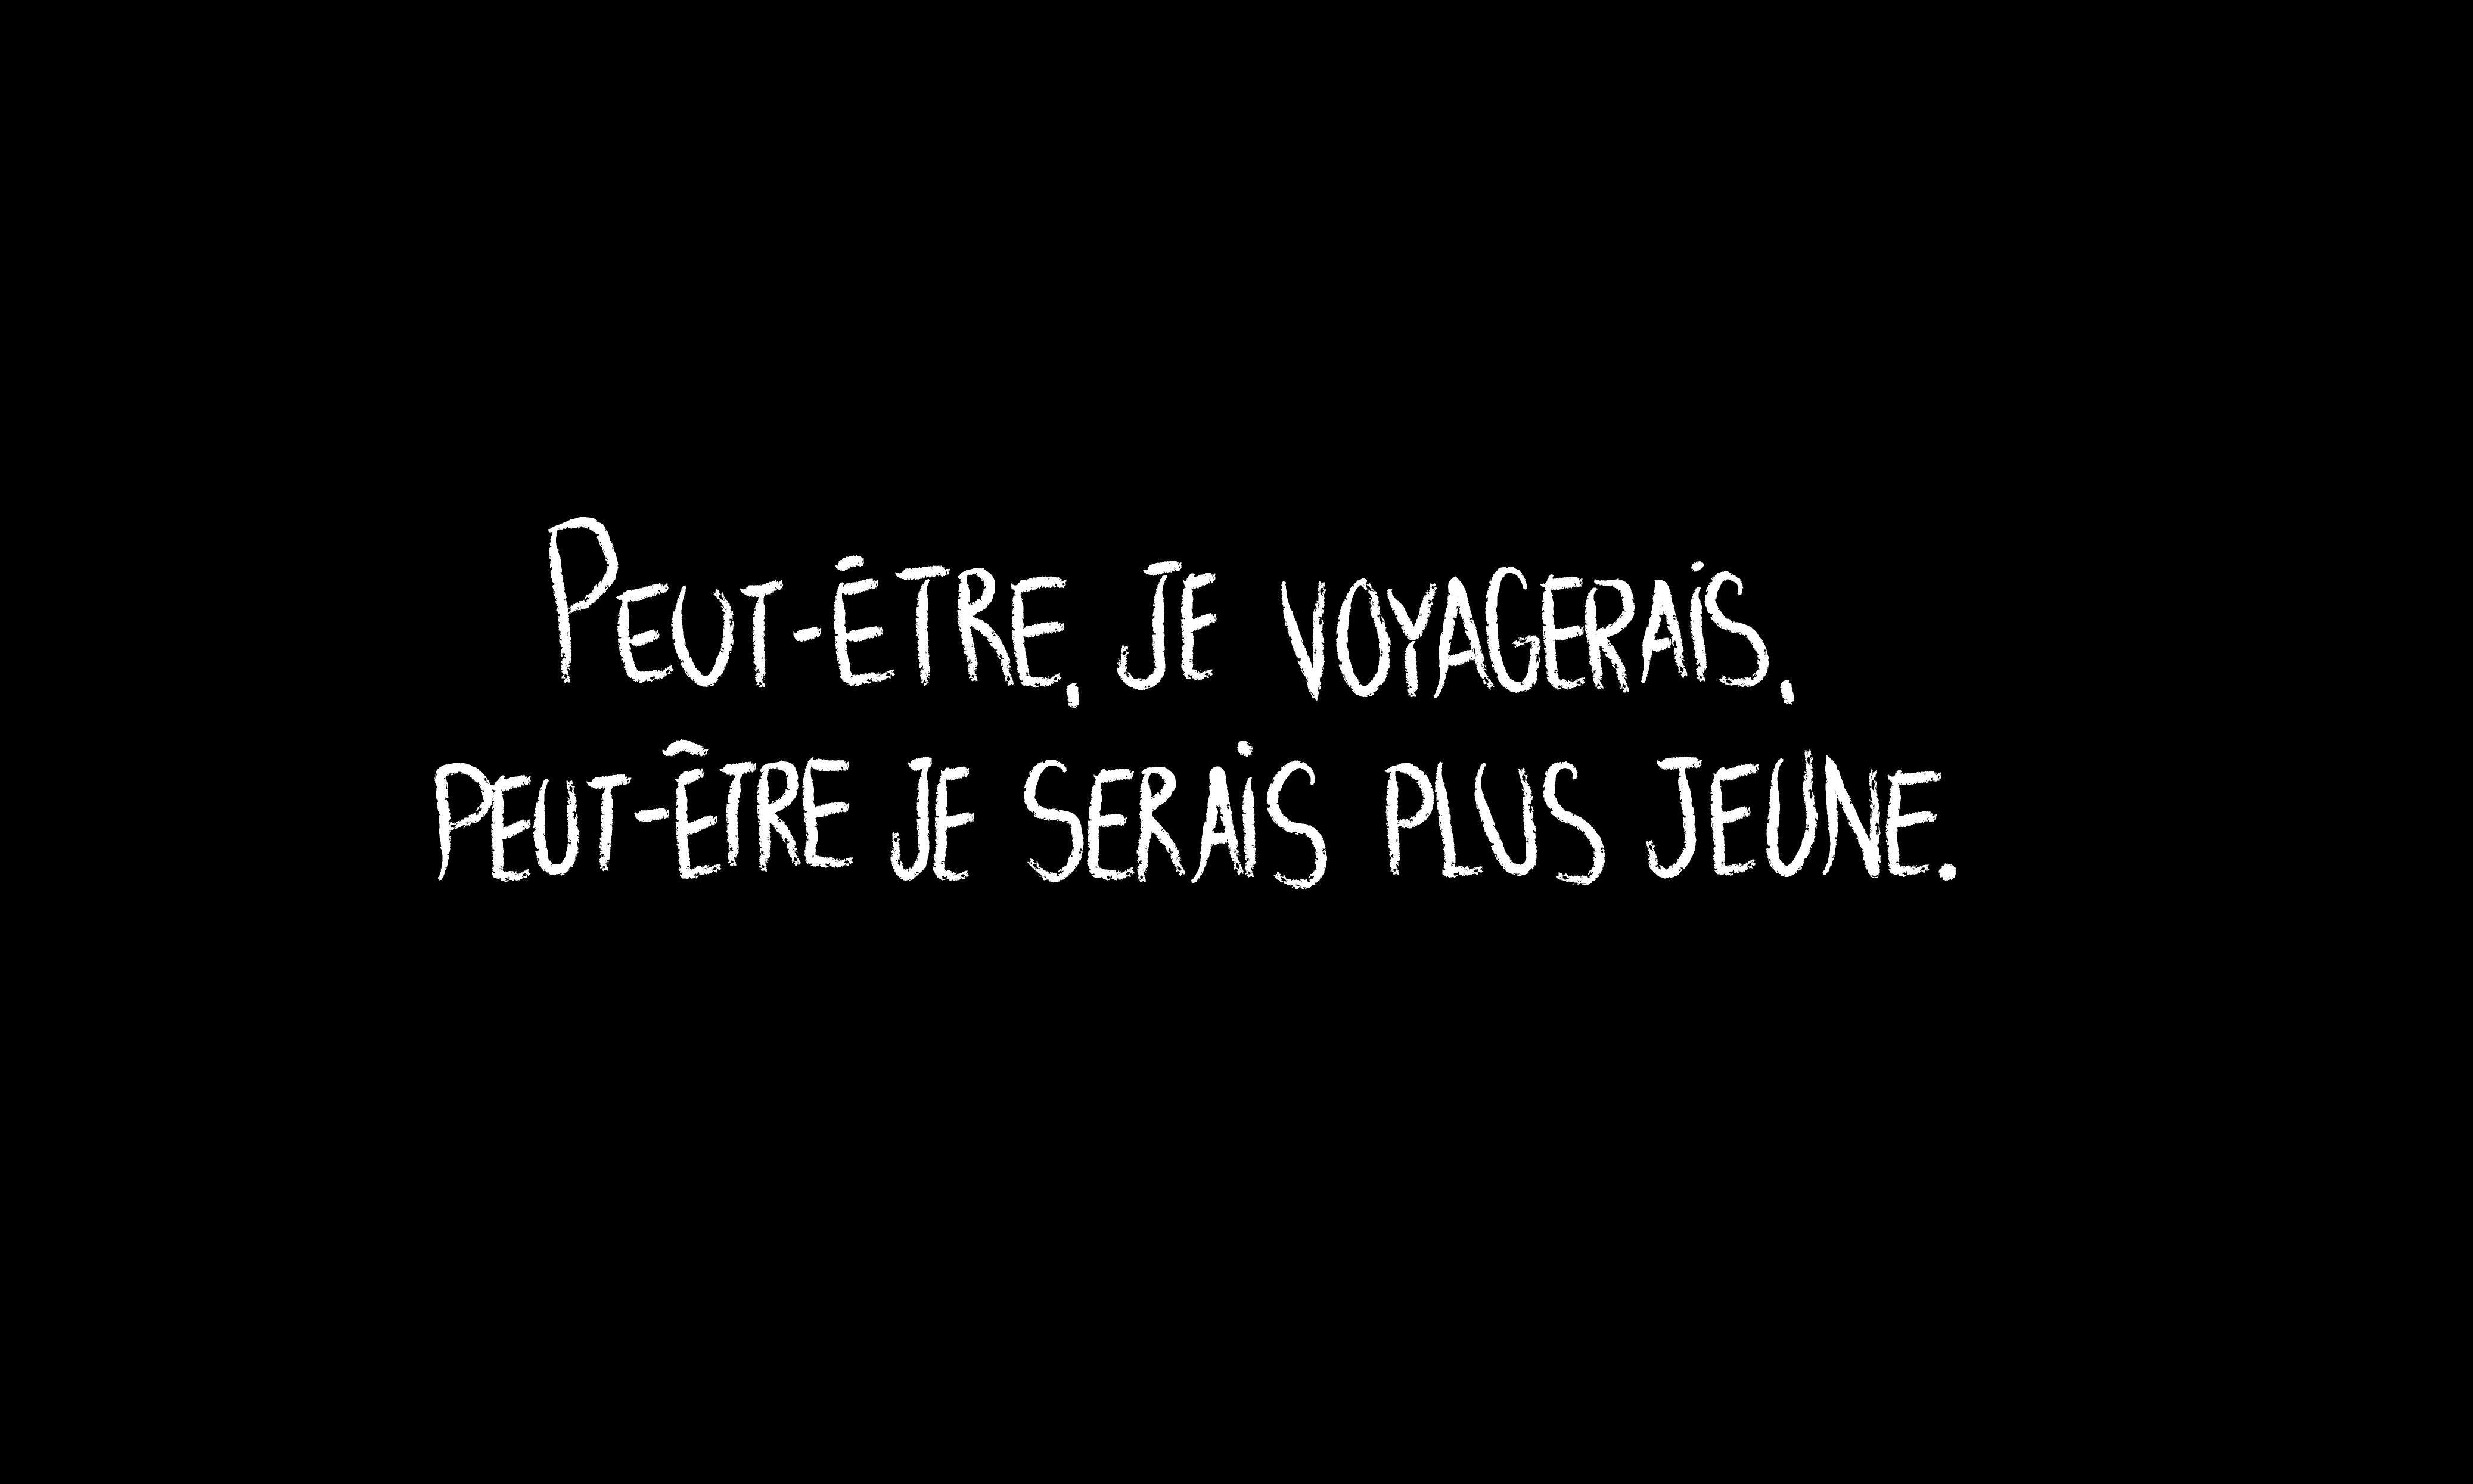 Peut-être, je voyagerais,
peut-être je serais plus jeune.